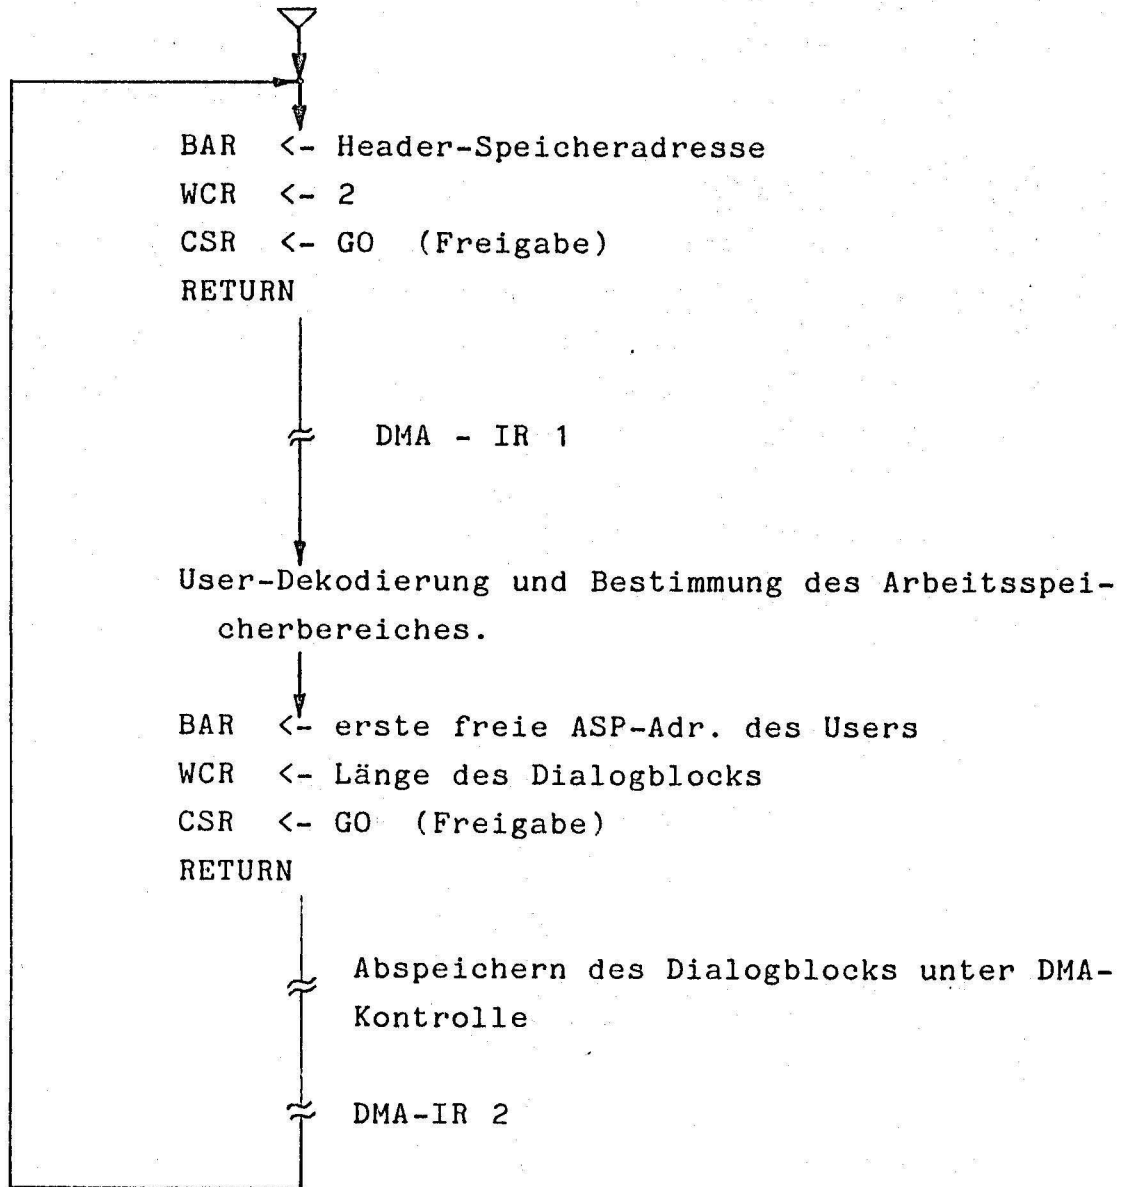 BAR <- Header-Speicheradresse
WCR <- 2
CSR <- GO (Freigabe)
RETURN
DMA - IR 1
User-Dekodierung und Bestimmung des Arbeitsspei-
cherbereiches.
BAR <- erste freie ASP-Adr. des Users
WCR <- Länge des Dialogblocks
CSR <- GO (Freigabe)
RETURN
Abspeichern des Dialogblocks unter DMA-
Kontrolle
DMA-IR 2